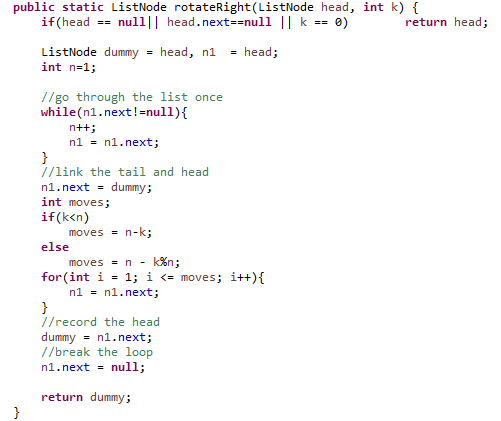 public static ListNode rotateRight(ListNode head, int k) {
    if(head == null|| head.next==null || k == 0)        return head;

    ListNode dummy = head, n1  = head;
    int n=1;

    //go through the list once
    while(n1.next!=null){
        n++;
        n1 = n1.next;
    }
    //link the tail and head
    n1.next = dummy;
    int moves;
    if(k<n)
        moves = n-k;
    else
        moves = n - k%n;
    for(int i = 1; i <= moves; i++){
        n1 = n1.next;
    }
    //record the head
    dummy = n1.next;
    //break the loop
    n1.next = null;

    return dummy;
}